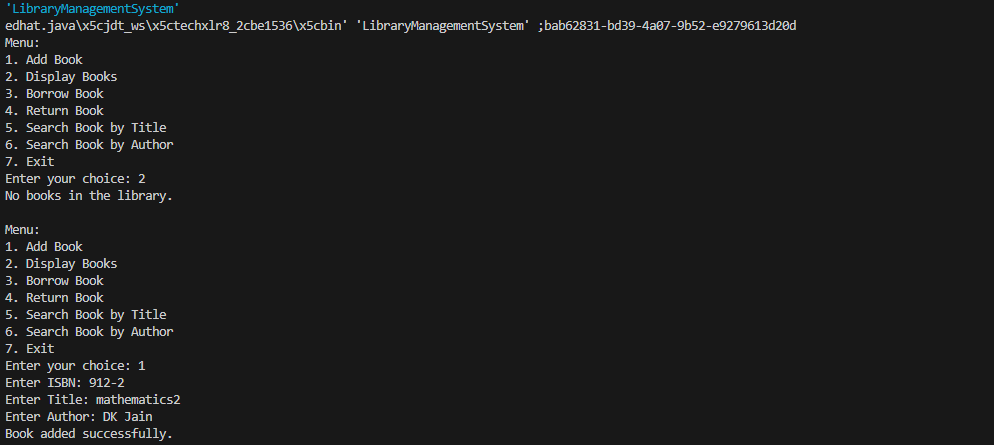 'LibraryManagementSystem'
edhat.java\x5cjdt_ws\x5ctechxlr8_2cbe1536\x5cbin' 'LibraryManagementSystem' ;bab62831-bd39-4a07-9b52-e9279613d20d
Menu:
1. Add Book
2. Display Books
3. Borrow Book
4. Return Book
5. Search Book by Title
6. Search Book by Author
7. Exit
Enter your choice: 2
No books in the library.
Menu:
1. Add Book
2. Display Books
3. Borrow Book
4. Return Book
5. Search Book by Title
6. Search Book by Author
7. Exit
Enter your choice: 1
Enter ISBN: 912-2
Enter Title: mathematics2
Enter Author: DK Jain
Book added successfully.